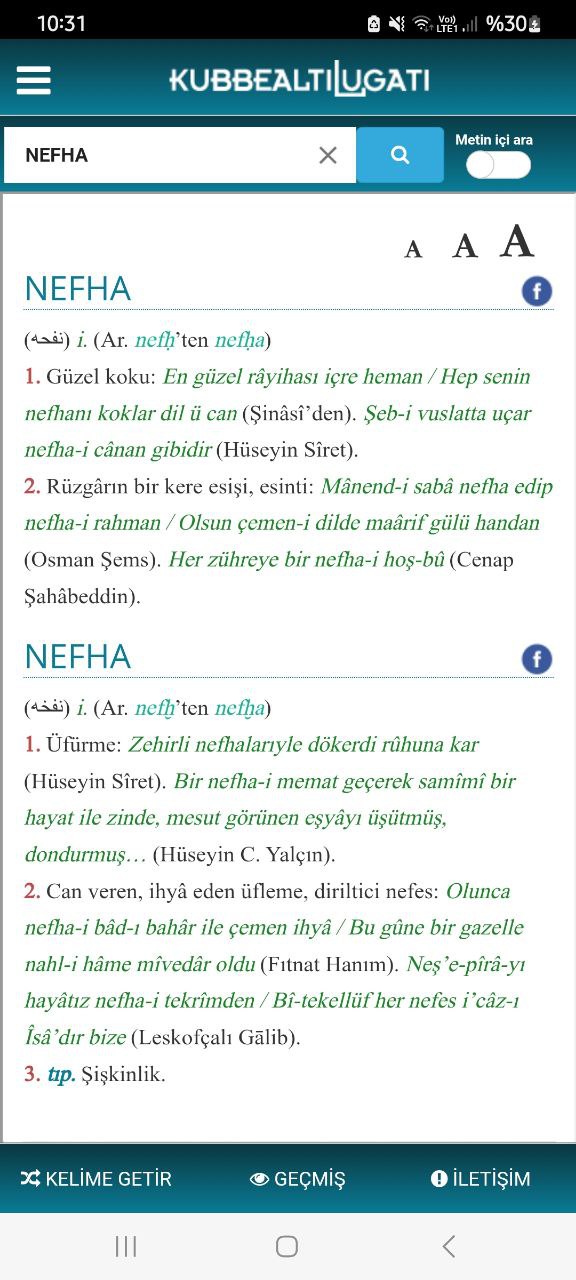 10:31
Vo)) LTE1 %30
KUBBEALTI LUGATI
NEFHA
Metin içi ara
A A A
NEFHA
(نفحه) i. (Ar. nefḥ’ten nefḥa)
1. Güzel koku: En güzel râyihası içre heman / Hep senin
nefhanı koklar dil ü can (Şinâsî’den). Şeb-i vuslatta uçar
nefha-i cânan gibidir (Hüseyin Sîret).
2. Rüzgârın bir kere esişi, esinti: Mânend-i sabâ nefha edip
nefha-i rahman / Olsun çemen-i dilde maârif gülü handan
(Osman Şems). Her zühreye bir nefha-i hoş-bû (Cenap
Şahâbeddin).
NEFHA
(نفخه) i. (Ar. nefḫ’ten nefḫa)
1. Üfürme: Zehirli nefhalarıyle dökerdi rûhuna kar
(Hüseyin Sîret). Bir nefha-i memat geçerek samîmî bir
hayat ile zinde, mesut görünen eşyâyı üşütmüş,
dondurmuş… (Hüseyin C. Yalçın).
2. Can veren, ihyâ eden üfleme, diriltici nefes: Olunca
nefha-i bâd-ı bahâr ile çemen ihyâ / Bu gûne bir gazelle
nahl-i hâme mîvedâr oldu (Fıtnat Hanım). Neş’e-pîrâ-yı
hayâtız nefha-i tekrîmden / Bî-tekellüf her nefes i’câz-ı
Îsâ’dır bize (Leskofçalı Gālib).
3. tıp. Şişkinlik.
KELİME GETİR GEÇMİŞ İLETİŞİM